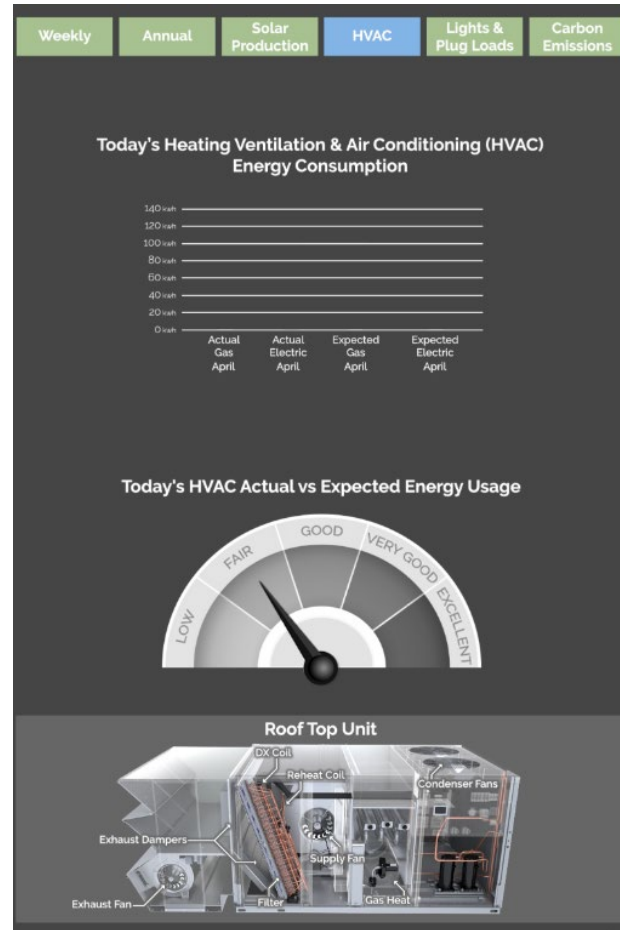 Weekly
Annual
Solar
Production
HVAC
Lights &
Plug Loads
Carbon
Emissions
Today's Heating Ventilation & Air Conditioning (HVAC)
Energy Consumption
140 kwh
120 kwh
100 kwh
80 kwh
60 kwh
40 kwh
20 kwh
0 kwh
Actual
Gas
April
Actual
Electric
April
Expected
Gas
April
Expected
Electric
April
Today's HVAC Actual vs Expected Energy Usage
LOW
FAIR
GOOD
VERY GOOD
EXCELLENT
Roof Top Unit
DX Coil
Reheat Coil
Condenser Fans
Exhaust Dampers
Supply Fan
Exhaust Fan
Filter
Gas Heat